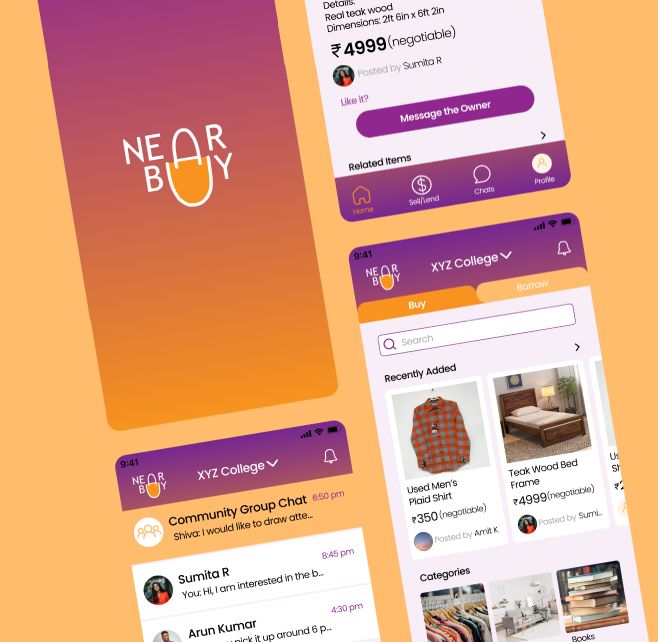 NEAR
BUY
Details:
Real teak wood
Dimensions: 2ft 6in x 6ft 2in
₹4999(negotiable)
Posted by Sumita R
Like it?
Message the Owner
Related Items
Home
Sell/Lend
Chats
Profile
9:41
NEAR
BUY
XYZ College
Buy
Borrow
Search
Recently Added
Used Men's
Plaid Shirt
₹350(negotiable)
Posted by Amit K
Teak Wood Bed
Frame
₹4999(negotiable)
Posted by Sumi...
Categories
Books
9:41
NEAR
BUY
XYZ College
Community Group Chat 6:50 pm
Shiva: I would like to draw atte...
Sumita R 8:45 pm
You: Hi, I am interested in the b...
Arun Kumar 4:30 pm
pick it up around 6 p...